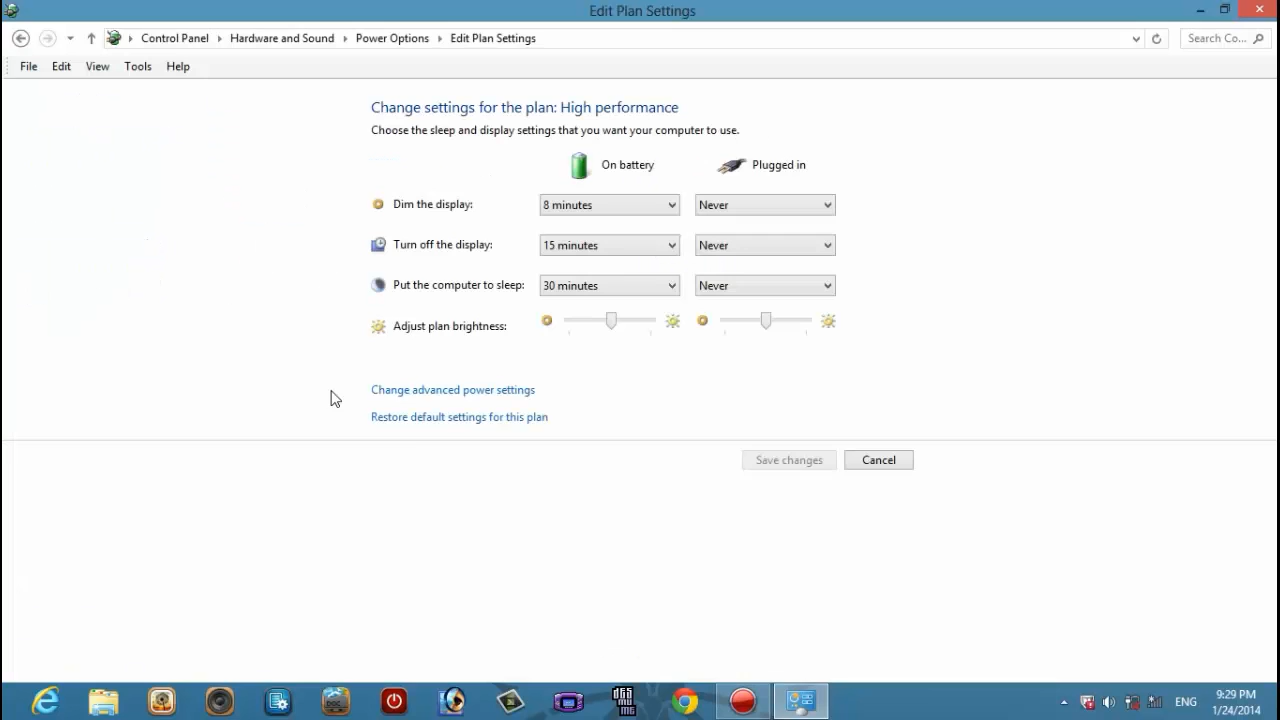 Edit Plan Settings
Control Panel Hardware and Sound Power Options Edit Plan Settings
Search Co...
File Edit View Tools Help
Change settings for the plan: High performance
Choose the sleep and display settings that you want your computer to use.
On battery Plugged in
Dim the display: 8 minutes Never
Turn off the display: 15 minutes Never
Put the computer to sleep: 30 minutes Never
Adjust plan brightness:
Change advanced power settings
Restore default settings for this plan
Save changes Cancel
ENG
9:29 PM
1/24/2014